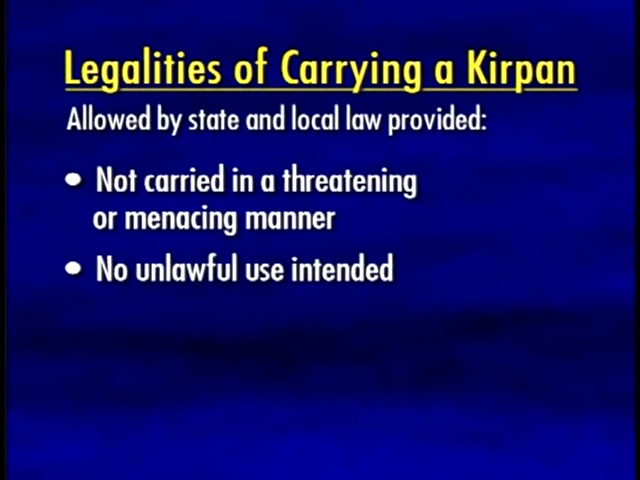 Legalities of Carrying a Kirpan
Allowed by state and local law provided:
• Not carried in a threatening
or menacing manner
• No unlawful use intended